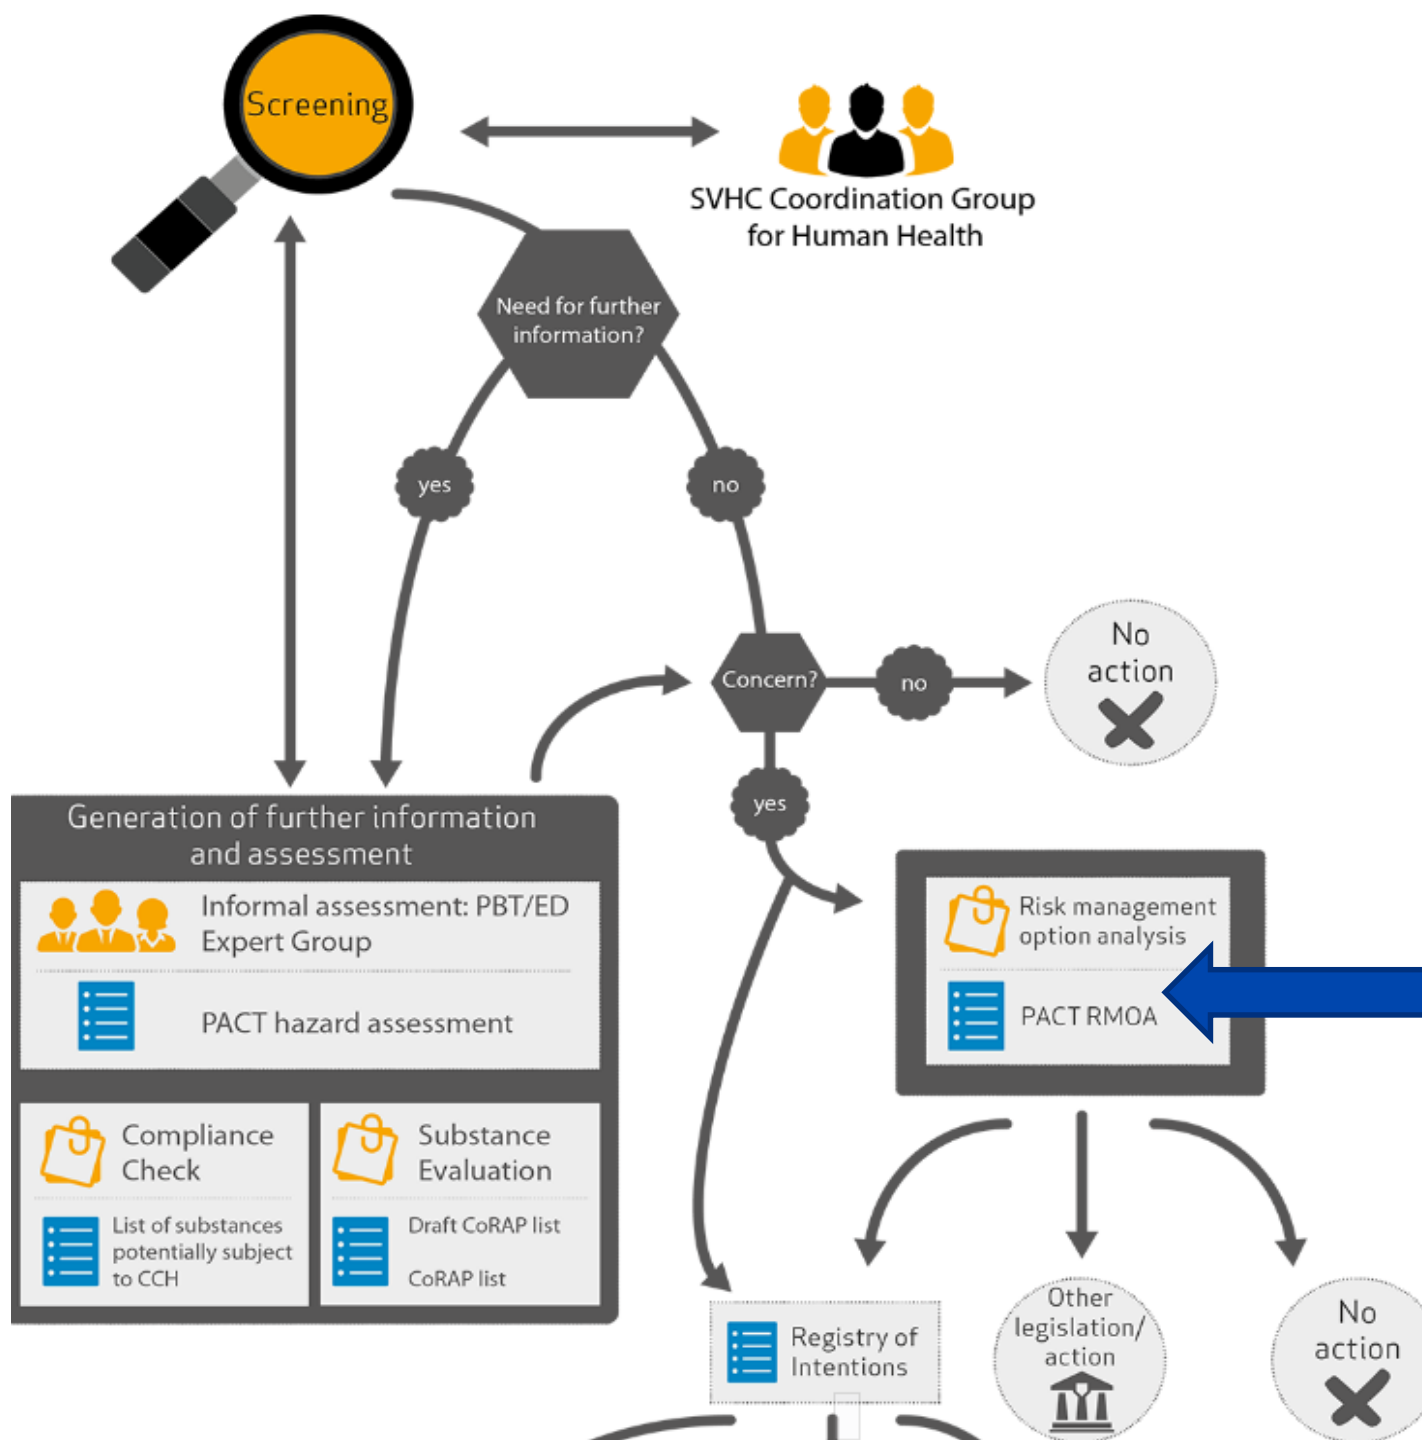 Screening
SVHC Coordination Group
for Human Health
Need for further
information?
yes
no
Concern?
no
No
action
yes
Generation of further information
and assessment
Informal assessment: PBT/ED
Expert Group
PACT hazard assessment
Compliance
Check
List of substances
potentially subject
to CCH
Substance
Evaluation
Draft CoRAP list
CoRAP list
Risk management
option analysis
PACT RMOA
Registry of
Intentions
Other
legislation/
action
No
action